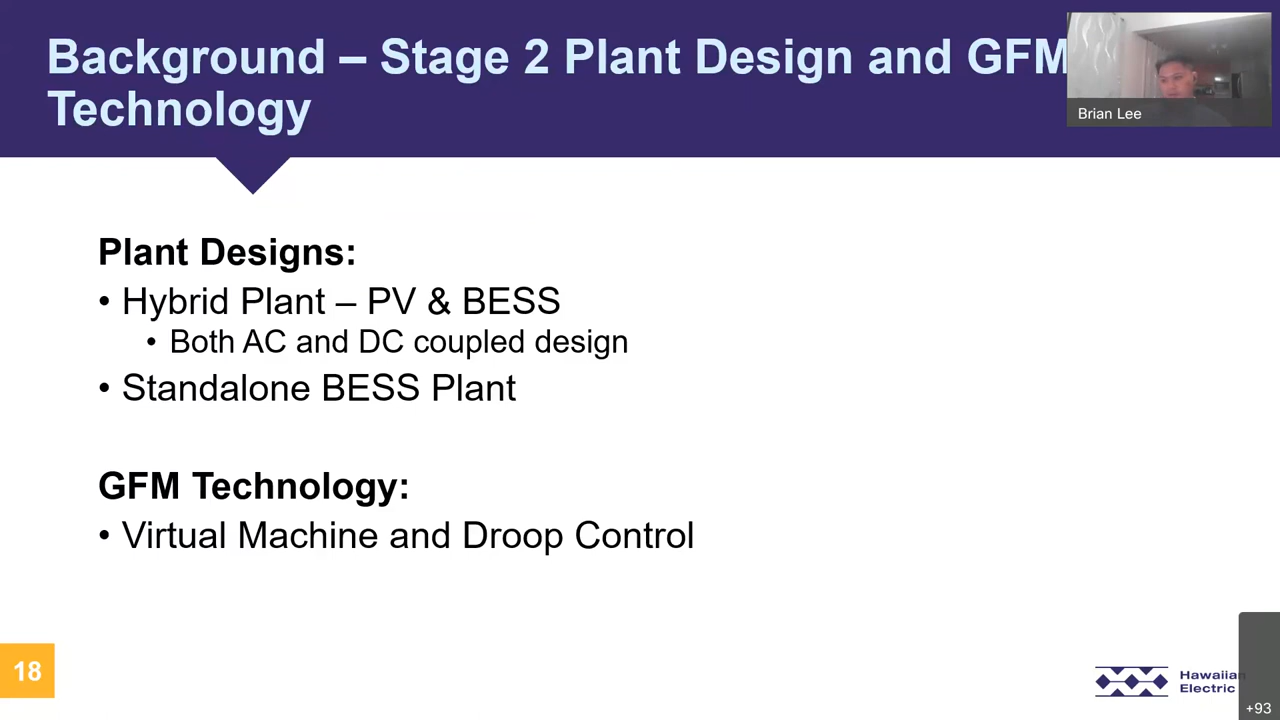 Background – Stage 2 Plant Design and GFM
Technology
Brian Lee
Plant Designs:
• Hybrid Plant – PV & BESS
• Both AC and DC coupled design
• Standalone BESS Plant
GFM Technology:
• Virtual Machine and Droop Control
18
Hawaiian
Electric
+93